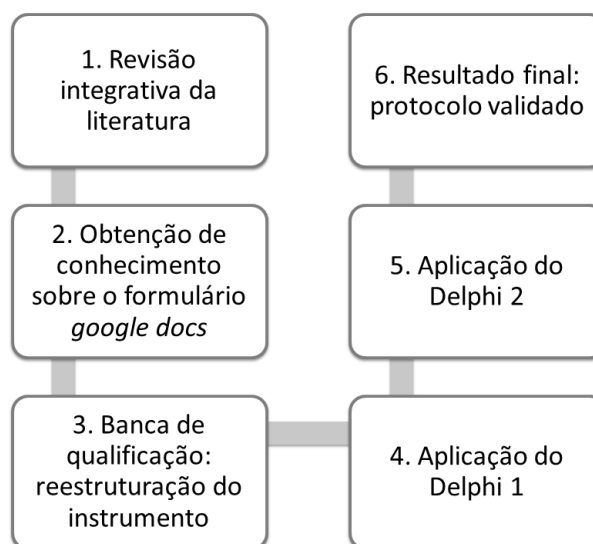 1. Revisão
integrativa da
literatura
2. Obtenção de
conhecimento
sobre o formulário
google docs
3. Banca de
qualificação:
reestruturação do
instrumento
4. Aplicação do
Delphi 1
5. Aplicação do
Delphi 2
6. Resultado final:
protocolo validado